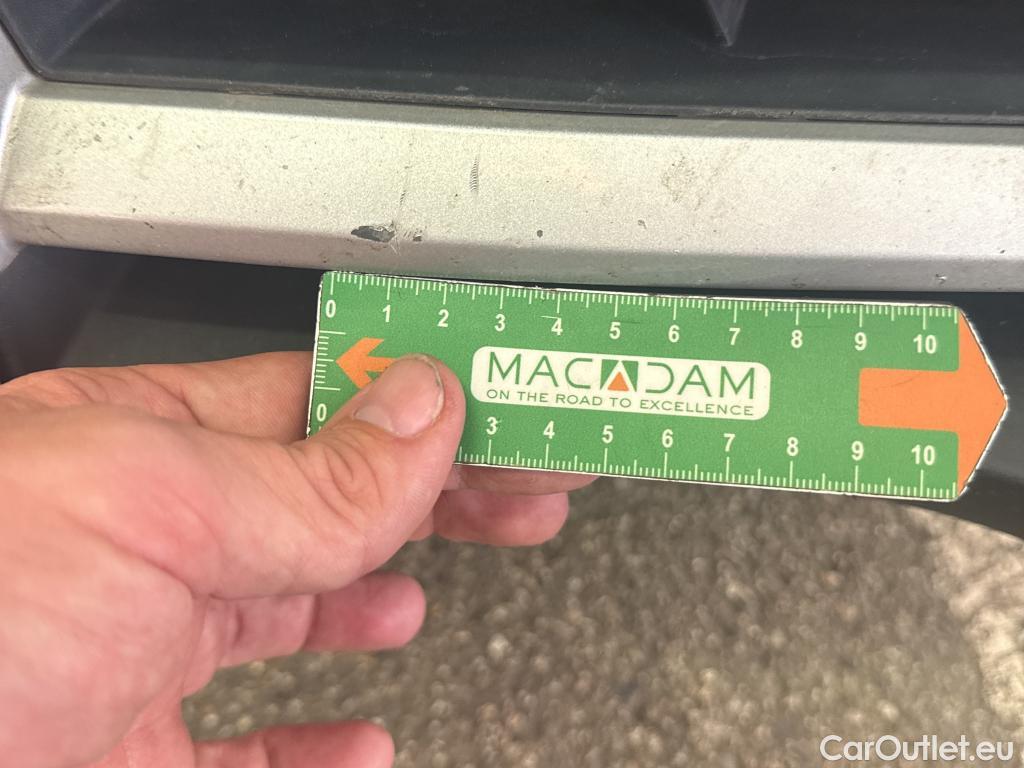 0 1 2 3 4 5 6 7 8 9 10
MACADAM
ON THE ROAD TO EXCELLENCE
0 3 4 5 6 7 8 9 10
CarOutlet.eu